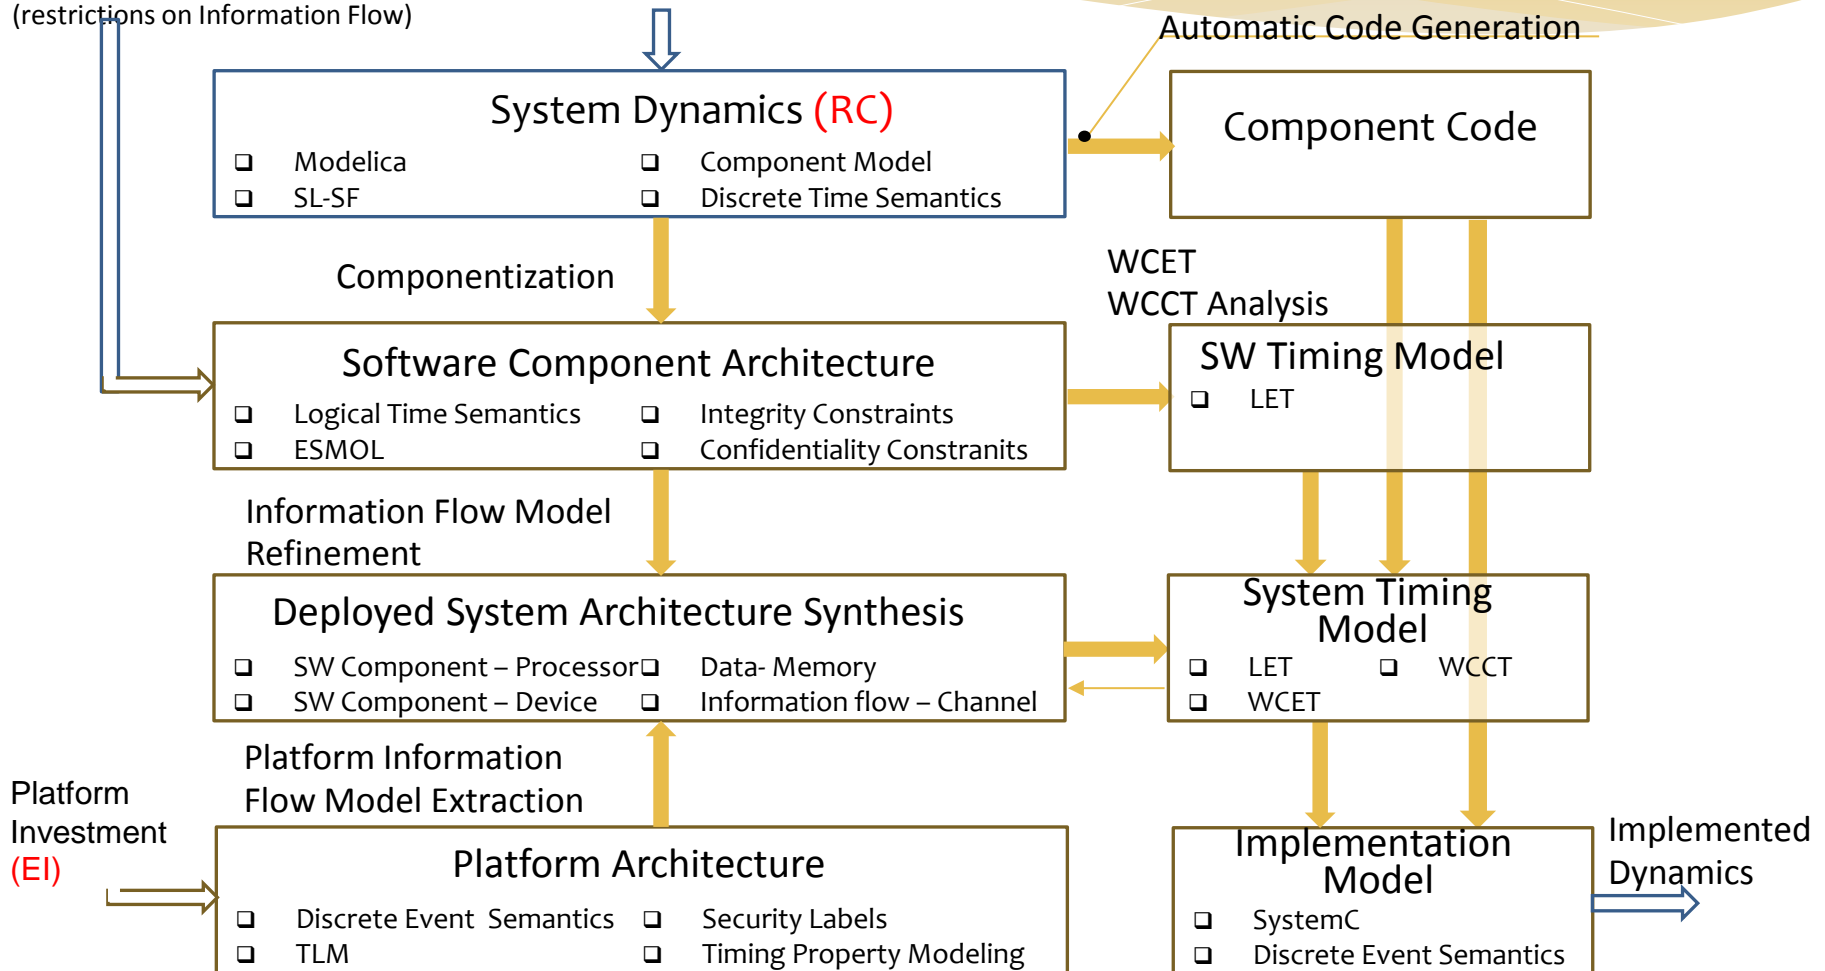 (restrictions on Information Flow)
Automatic Code Generation
System Dynamics (RC)
❑ Modelica
❑ SL-SF
❑ Component Model
❑ Discrete Time Semantics
Component Code
Componentization
WCET
WCCT Analysis
Software Component Architecture
❑ Logical Time Semantics
❑ ESMOL
❑ Integrity Constraints
❑ Confidentiality Constranits
SW Timing Model
❑ LET
Information Flow Model
Refinement
Deployed System Architecture Synthesis
❑ SW Component – Processor
❑ SW Component – Device
❑ Data- Memory
❑ Information flow – Channel
System Timing
Model
❑ LET
❑ WCCT
❑ WCET
Platform Information
Flow Model Extraction
Platform
Investment
(EI)
Platform Architecture
❑ Discrete Event Semantics
❑ TLM
❑ Security Labels
❑ Timing Property Modeling
Implementation
Model
❑ SystemC
❑ Discrete Event Semantics
Implemented
Dynamics